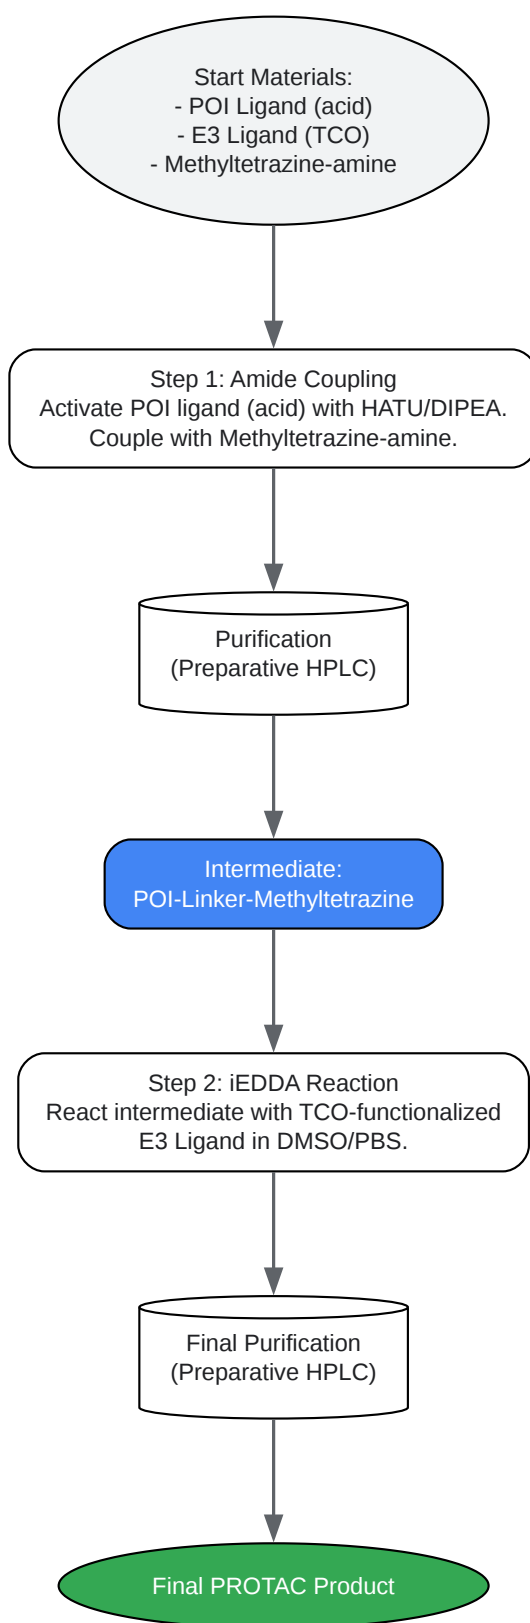 Start Materials:
- POI Ligand (acid)
- E3 Ligand (TCO)
- Methyltetrazine-amine
Step 1: Amide Coupling
Activate POI ligand (acid) with HATU/DIPEA.
Couple with Methyltetrazine-amine.
Purification
(Preparative HPLC)
Intermediate:
POI-Linker-Methyltetrazine
Step 2: iEDDA Reaction
React intermediate with TCO-functionalized
E3 Ligand in DMSO/PBS.
Final Purification
(Preparative HPLC)
Final PROTAC Product